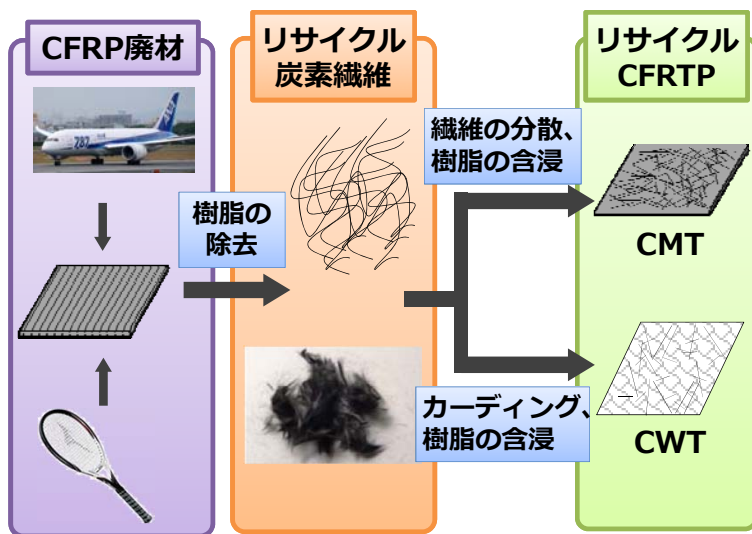 CFRP廃材
リサイクル
炭素繊維
リサイクル
CFRTP
787
樹脂の
除去
繊維の分散、
樹脂の含浸
CMT
カーディング、
樹脂の含浸
CWT